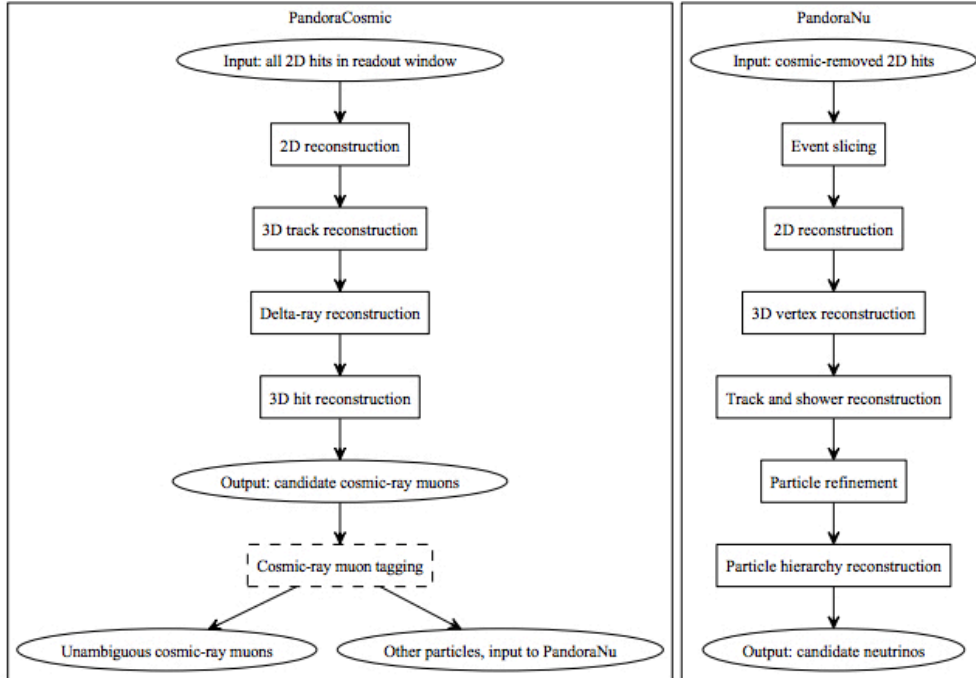 PandoraCosmic
Input: all 2D hits in readout window
2D reconstruction
3D track reconstruction
Delta-ray reconstruction
3D hit reconstruction
Output: candidate cosmic-ray muons
Cosmic-ray muon tagging
Unambiguous cosmic-ray muons
Other particles, input to PandoraNu
PandoraNu
Input: cosmic-removed 2D hits
Event slicing
2D reconstruction
3D vertex reconstruction
Track and shower reconstruction
Particle refinement
Particle hierarchy reconstruction
Output: candidate neutrinos